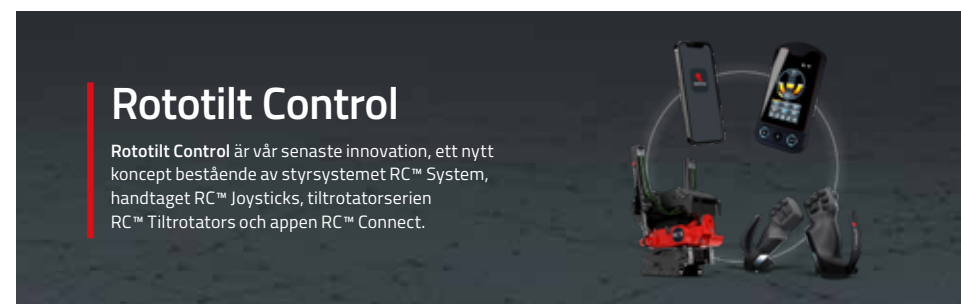 Rototilt Control
Rototilt Control är vår senaste innovation, ett nytt
koncept bestående av styrsystemet RC™ System,
handtaget RC™ Joysticks, tiltrotatorserien
RC™ Tiltrotators och appen RC™ Connect.